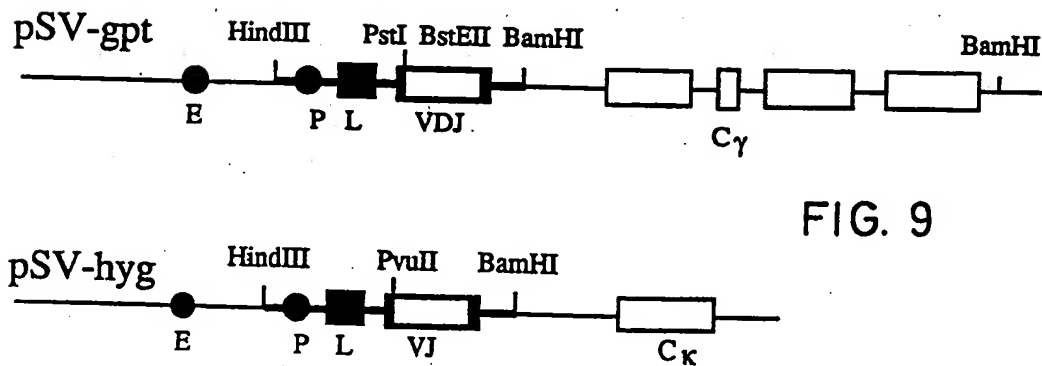 pSV-gpt
HindIII PstI BstEII BamHI BamHI
E P L VDJ Cγ
FIG. 9
pSV-hyg
HindIII PvuII BamHI
E P L VJ Cκ